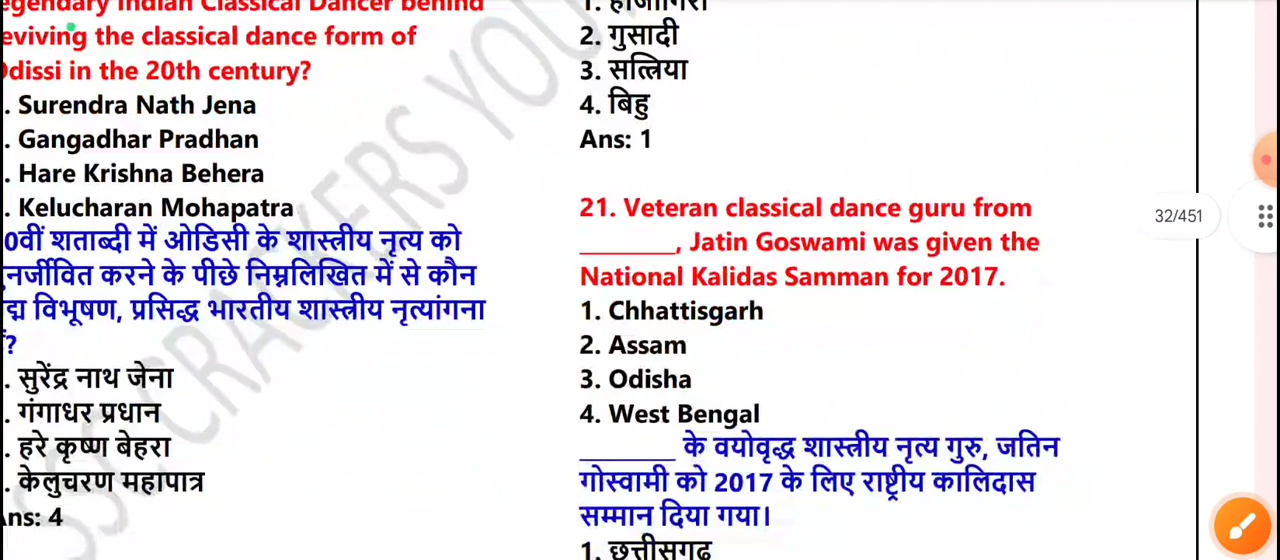 egendary Indian Classical Dancer behind
eviving the classical dance form of
dissi in the 20th century?
. Surendra Nath Jena
. Gangadhar Pradhan
. Hare Krishna Behera
. Kelucharan Mohapatra
0वीं शताब्दी में ओडिसी के शास्त्रीय नृत्य को
नर्जीवित करने के पीछे निम्नलिखित में से कौन
द्म विभूषण, प्रसिद्ध भारतीय शास्त्रीय नृत्यांगना
?
. सुरेंद्र नाथ जेना
. गंगाधर प्रधान
. हरे कृष्ण बेहरा
. केलुचरण महापात्र
ns: 4
1. होजागिरी
2. गुसादी
3. सत्त्रिया
4. बिहु
Ans: 1
21. Veteran classical dance guru from
________, Jatin Goswami was given the
National Kalidas Samman for 2017.
1. Chhattisgarh
2. Assam
3. Odisha
4. West Bengal
________ के वयोवृद्ध शास्त्रीय नृत्य गुरु, जतिन
गोस्वामी को 2017 के लिए राष्ट्रीय कालिदास
सम्मान दिया गया।
1. छत्तीसगढ़
32/451
SSC CRACKERS YOU